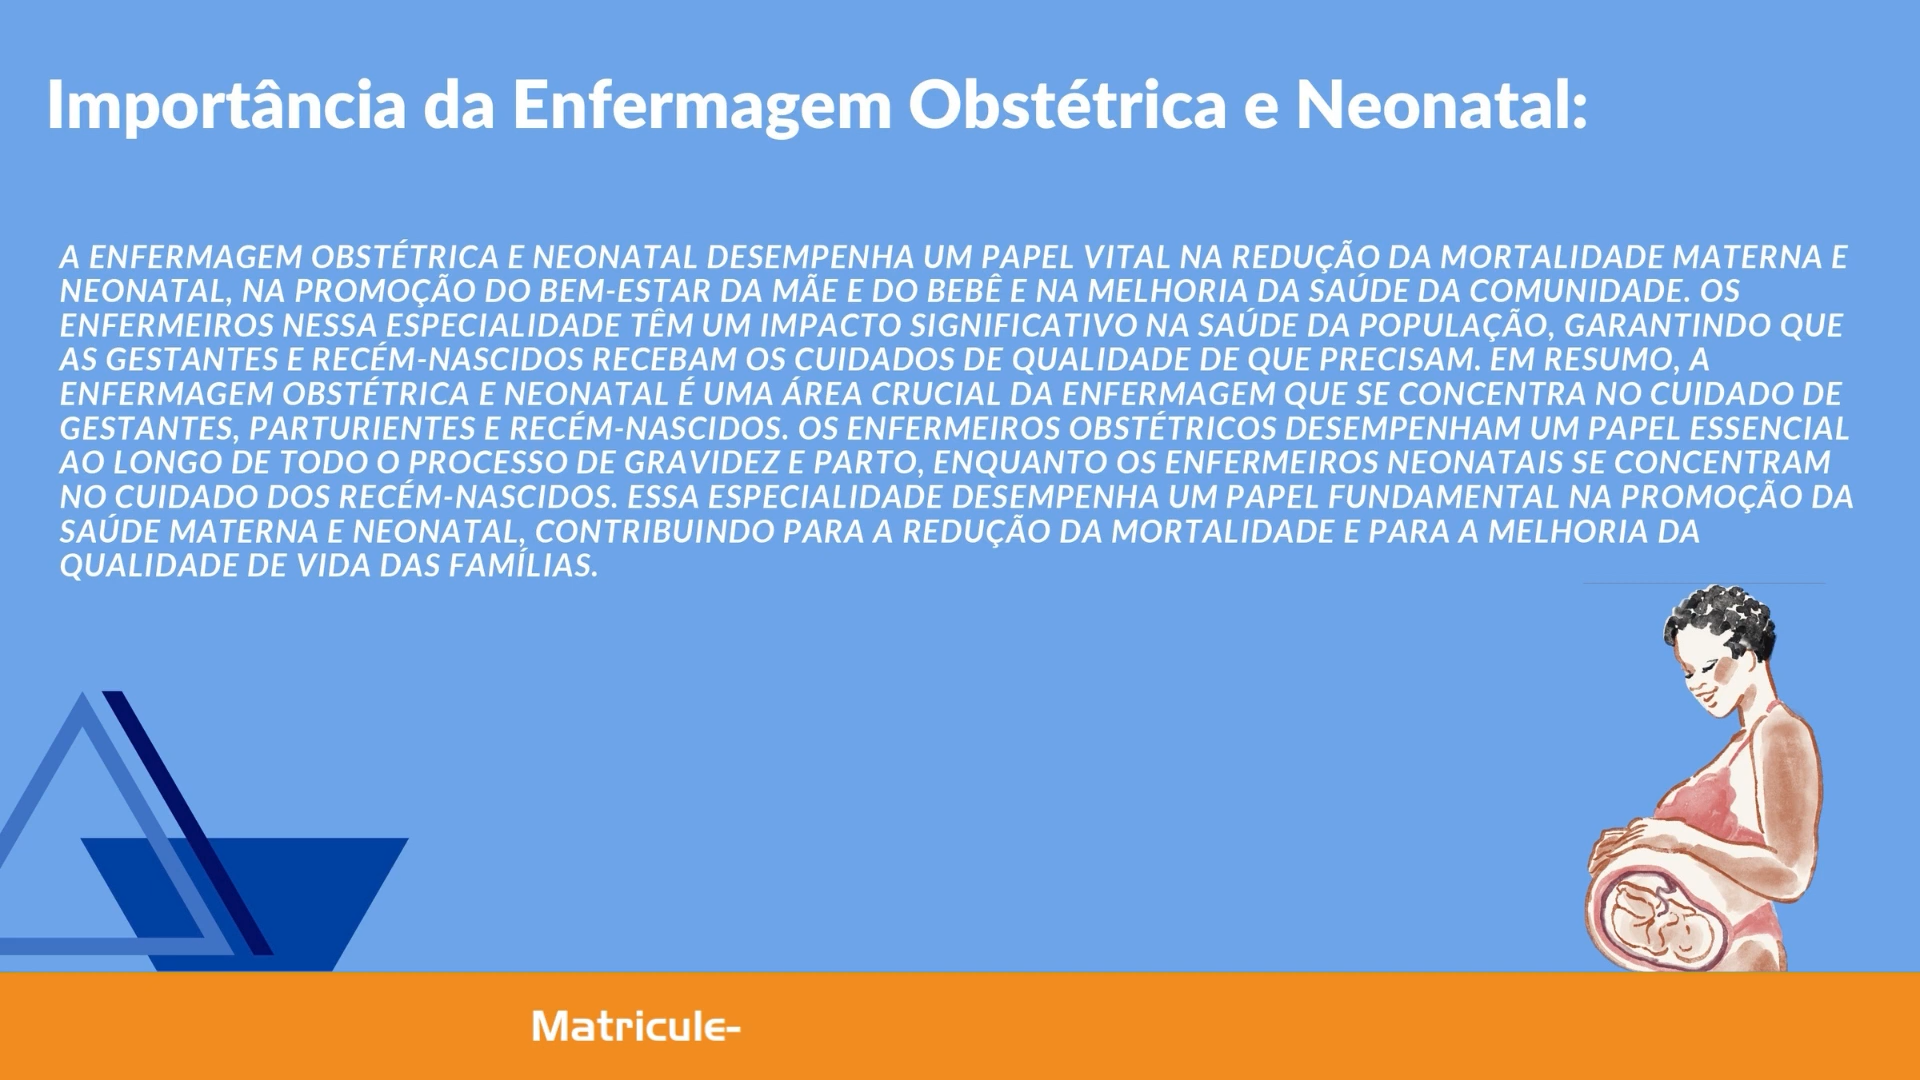 Importância da Enfermagem Obstétrica e Neonatal:
A ENFERMAGEM OBSTÉTRICA E NEONATAL DESEMPENHA UM PAPEL VITAL NA REDUÇÃO DA MORTALIDADE MATERNA E
NEONATAL, NA PROMOÇÃO DO BEM-ESTAR DA MÃE E DO BEBÊ E NA MELHORIA DA SAÚDE DA COMUNIDADE. OS
ENFERMEIROS NESSA ESPECIALIDADE TÊM UM IMPACTO SIGNIFICATIVO NA SAÚDE DA POPULAÇÃO, GARANTINDO QUE
AS GESTANTES E RECÉM-NASCIDOS RECEBAM OS CUIDADOS DE QUALIDADE DE QUE PRECISAM. EM RESUMO, A
ENFERMAGEM OBSTÉTRICA E NEONATAL É UMA ÁREA CRUCIAL DA ENFERMAGEM QUE SE CONCENTRA NO CUIDADO DE
GESTANTES, PARTURIENTES E RECÉM-NASCIDOS. OS ENFERMEIROS OBSTÉTRICOS DESEMPENHAM UM PAPEL ESSENCIAL
AO LONGO DE TODO O PROCESSO DE GRAVIDEZ E PARTO, ENQUANTO OS ENFERMEIROS NEONATAIS SE CONCENTRAM
NO CUIDADO DOS RECÉM-NASCIDOS. ESSA ESPECIALIDADE DESEMPENHA UM PAPEL FUNDAMENTAL NA PROMOÇÃO DA
SAÚDE MATERNA E NEONATAL, CONTRIBUINDO PARA A REDUÇÃO DA MORTALIDADE E PARA A MELHORIA DA
QUALIDADE DE VIDA DAS FAMÍLIAS.
Matricule-